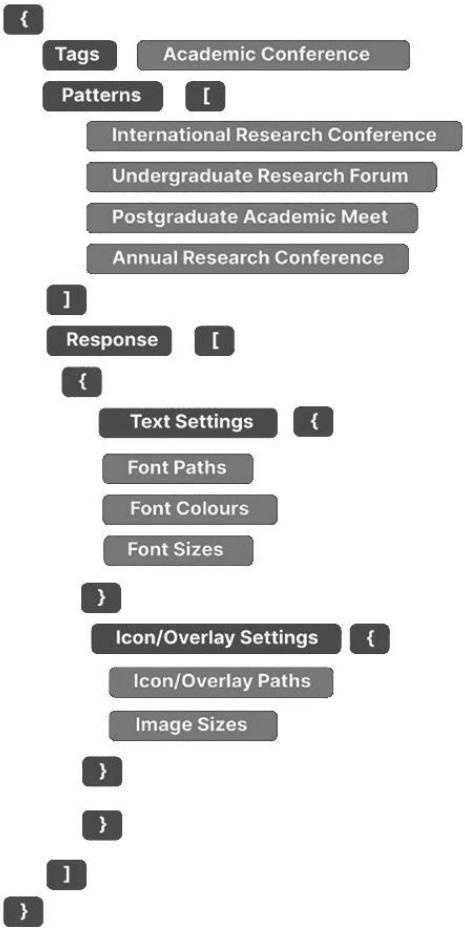 {
Tags Academic Conference
Patterns [
International Research Conference
Undergraduate Research Forum
Postgraduate Academic Meet
Annual Research Conference
]
Response [
{
Text Settings {
Font Paths
Font Colours
Font Sizes
}
Icon/Overlay Settings {
Icon/Overlay Paths
Image Sizes
}
}
]
}